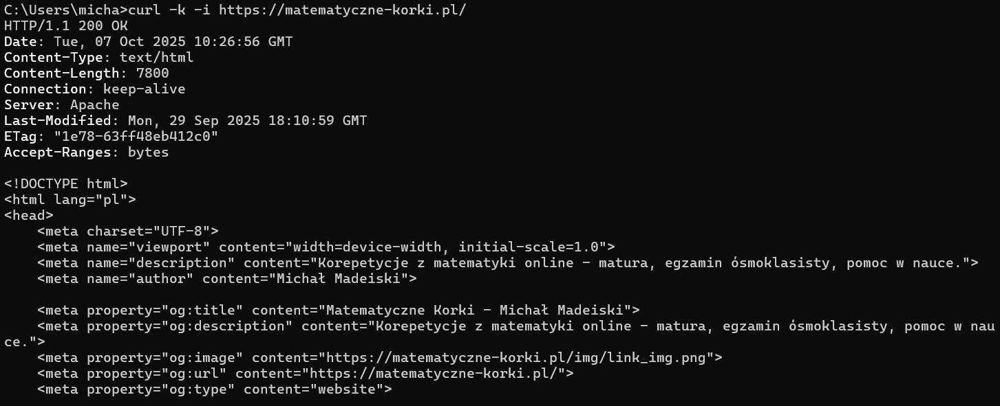 C:\Users\micha>curl -k -i https://matematyczne-korki.pl/
HTTP/1.1 200 OK
Date: Tue, 07 Oct 2025 10:26:56 GMT
Content-Type: text/html
Content-Length: 7800
Connection: keep-alive
Server: Apache
Last-Modified: Mon, 29 Sep 2025 18:10:59 GMT
ETag: "1e78-63ff48eb412c0"
Accept-Ranges: bytes

<!DOCTYPE html>
<html lang="pl">
<head>
    <meta charset="UTF-8">
    <meta name="viewport" content="width=device-width, initial-scale=1.0">
    <meta name="description" content="Korepetycje z matematyki online - matura, egzamin ósmoklasisty, pomoc w nauce.">
    <meta name="author" content="Michał Madeiski">

    <meta property="og:title" content="Matematyczne Korki - Michał Madeiski">
    <meta property="og:description" content="Korepetycje z matematyki online - matura, egzamin ósmoklasisty, pomoc w nau
ce.">
    <meta property="og:image" content="https://matematyczne-korki.pl/img/link_img.png">
    <meta property="og:url" content="https://matematyczne-korki.pl/">
    <meta property="og:type" content="website">